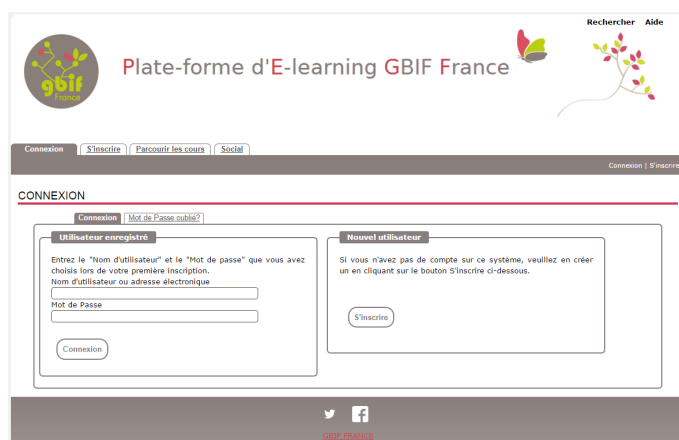 Rechercher Aide
gbif
France
Plate-forme d'E-learning GBIF France
Connexion S'inscrire Parcourir les cours Social
Connexion | S'inscrire
CONNEXION
Connexion Mot de Passe oublié?
Utilisateur enregistré
Entrez le "Nom d'utilisateur" et le "Mot de passe" que vous avez
choisis lors de votre première inscription.
Nom d'utilisateur ou adresse électronique
Mot de Passe
Connexion
Nouvel utilisateur
Si vous n'avez pas de compte sur ce système, veuillez en créer
un en cliquant sur le bouton S'inscrire ci-dessous.
S'inscrire
GBIF FRANCE